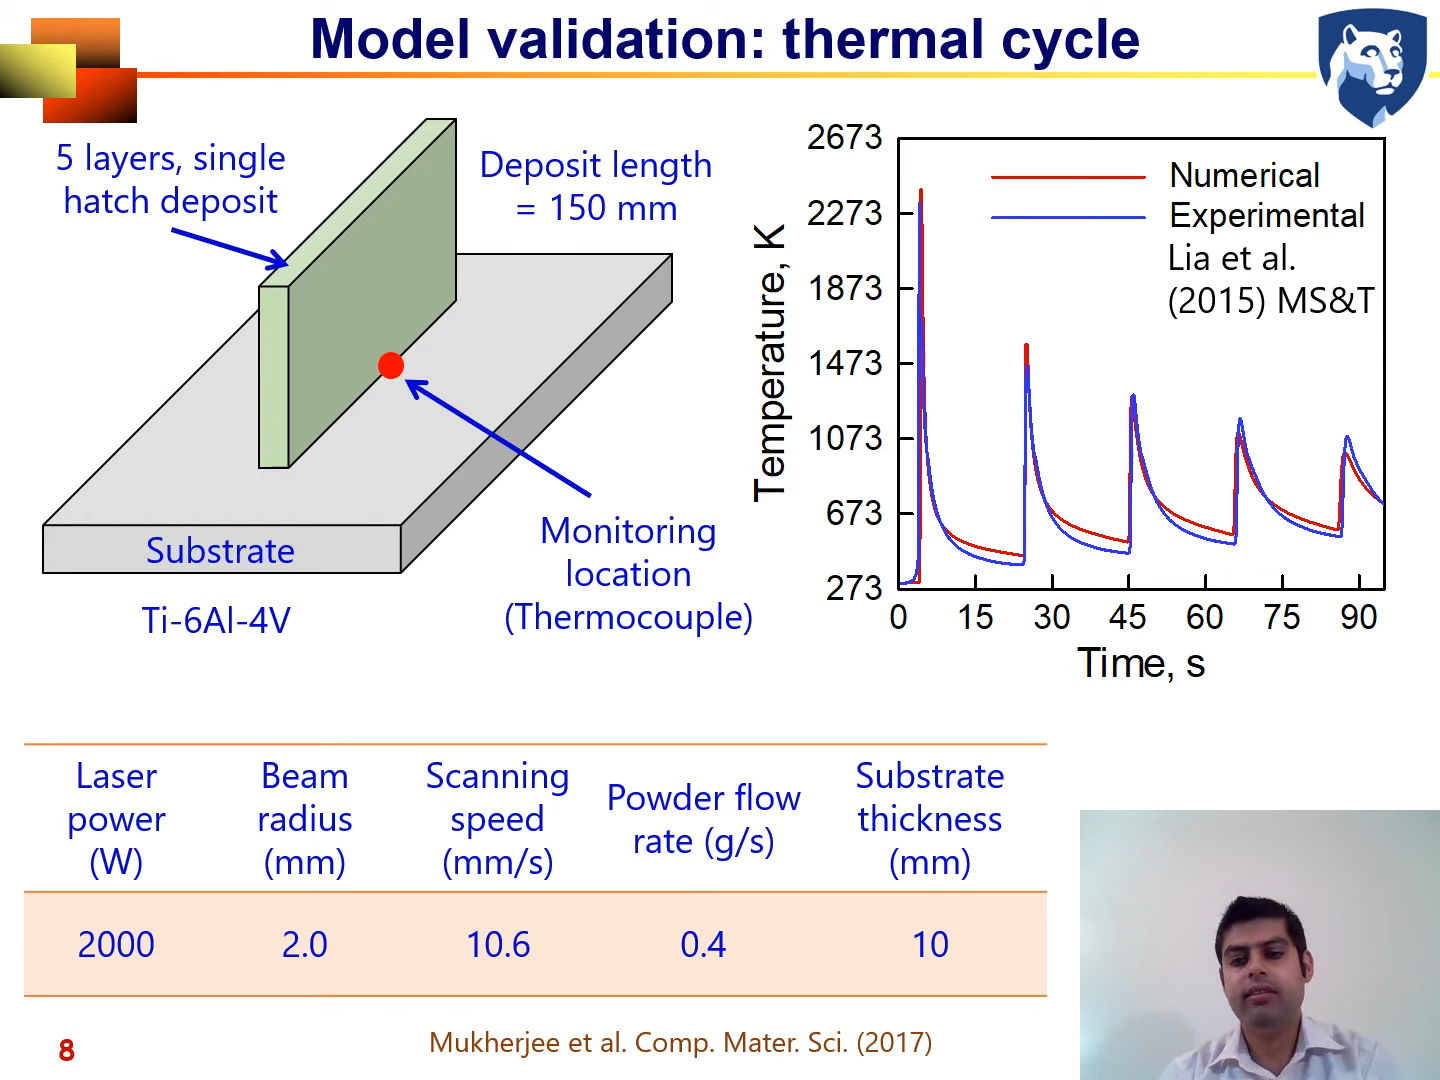 Model validation: thermal cycle
5 layers, single
hatch deposit
Deposit length
= 150 mm
Substrate
Ti-6Al-4V
Monitoring
location
(Thermocouple)
Temperature, K
2673
2273
1873
1473
1073
673
273
Numerical
Experimental
Lia et al.
(2015) MS&T
0 15 30 45 60 75 90
Time, s
Laser
power
(W)
Beam
radius
(mm)
Scanning
speed
(mm/s)
Powder flow
rate (g/s)
Substrate
thickness
(mm)
2000 2.0 10.6 0.4 10
8
Mukherjee et al. Comp. Mater. Sci. (2017)